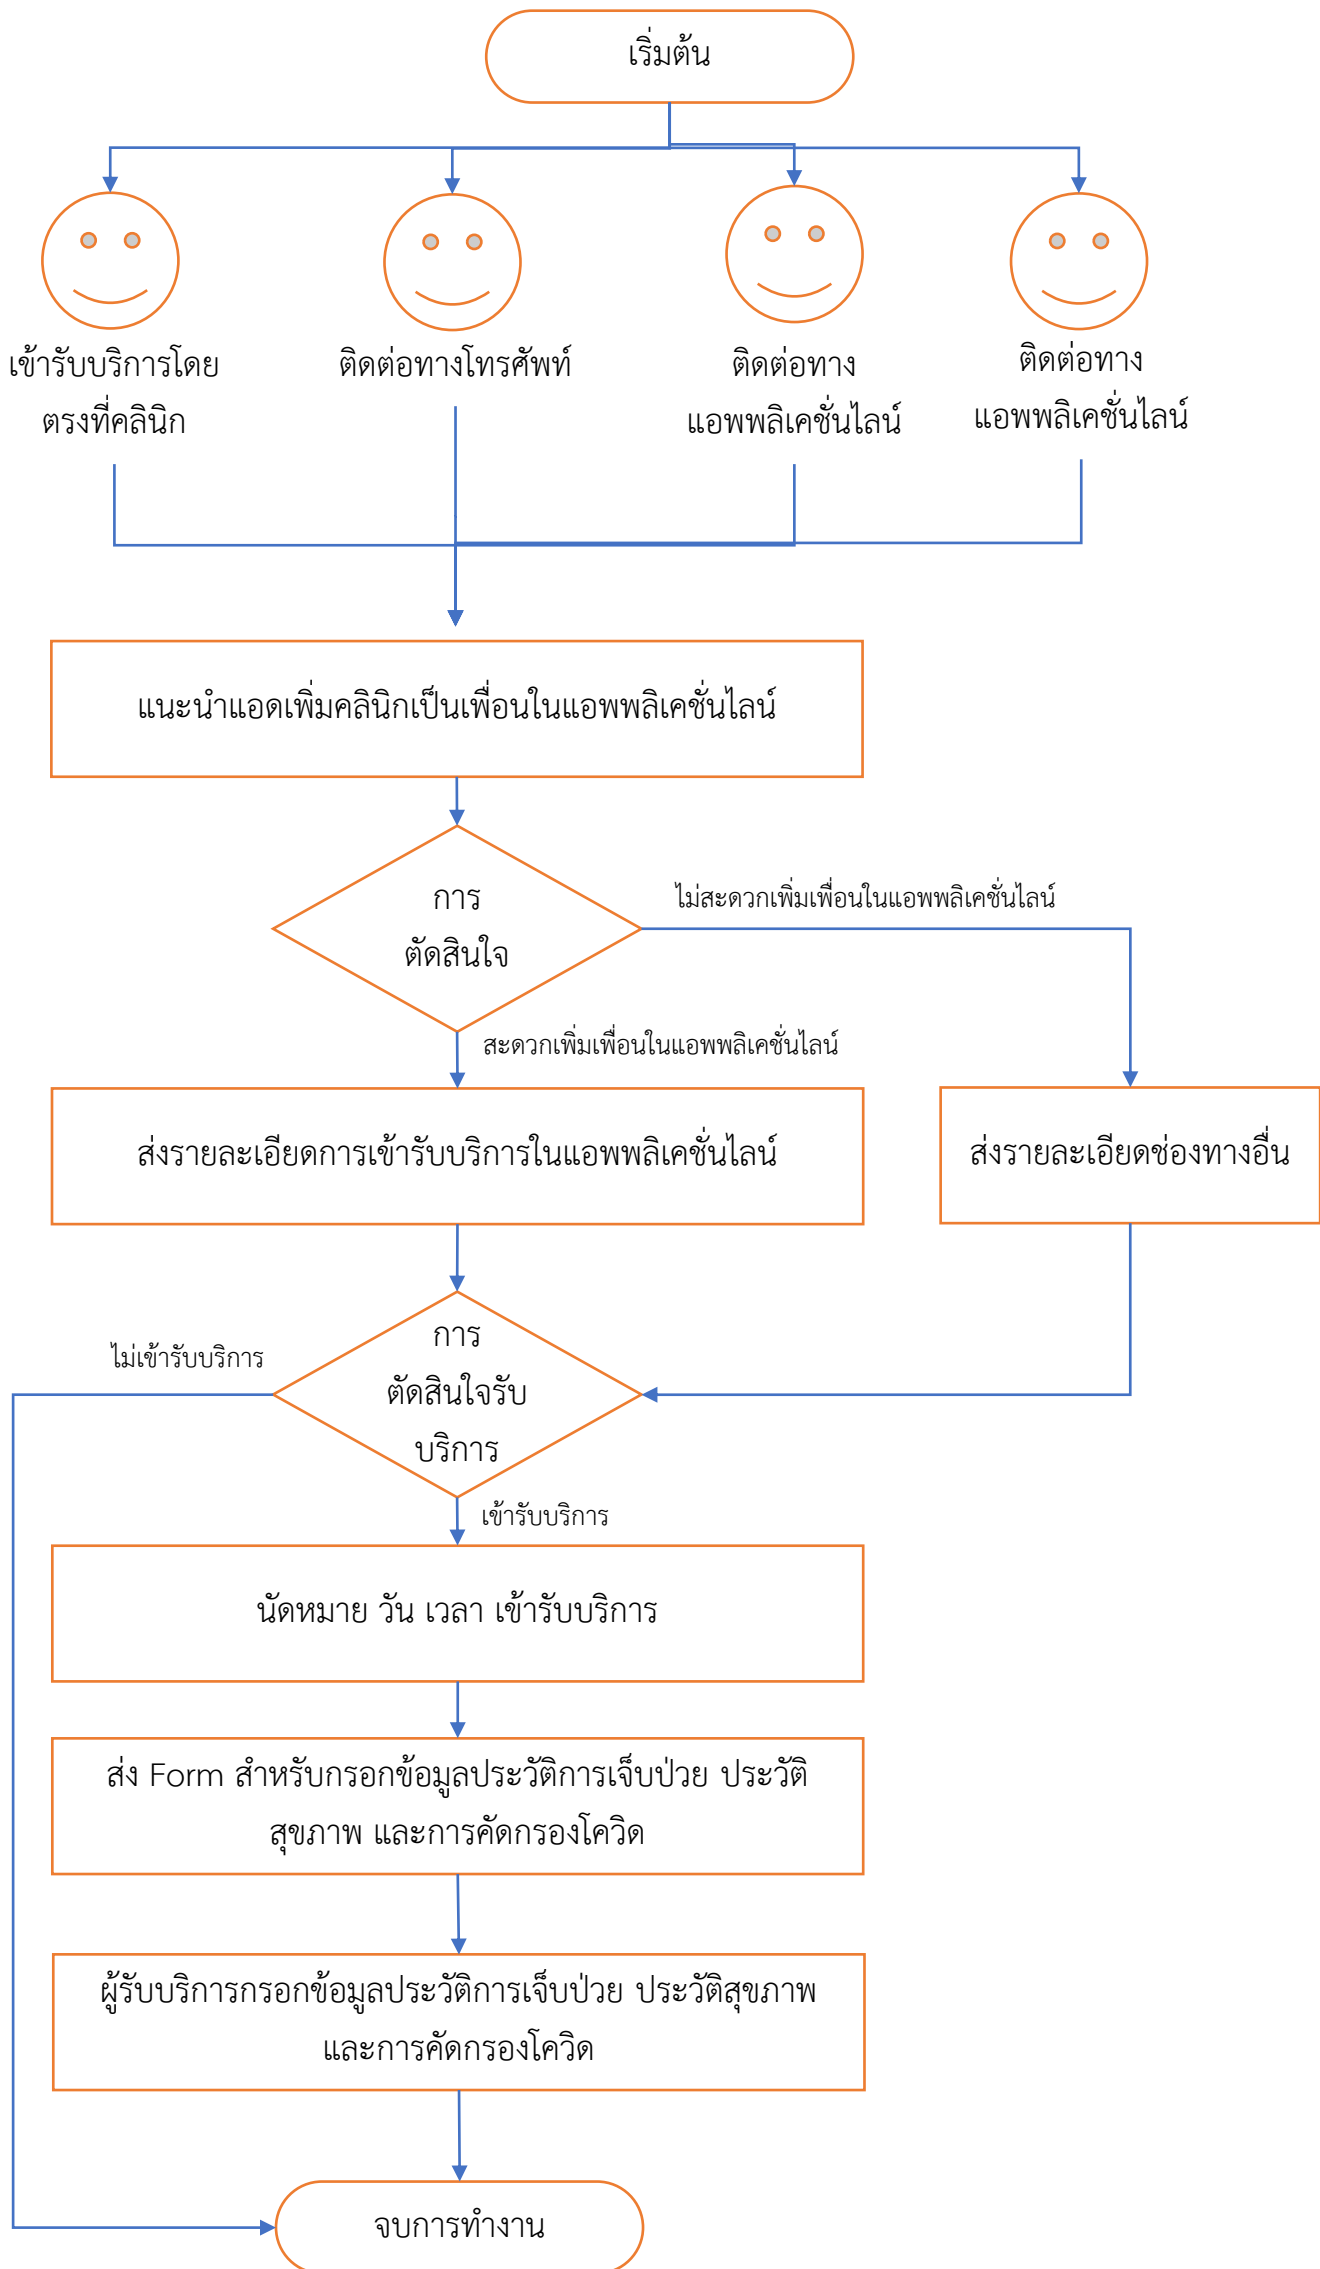 เริ่มต้น
เข้ารับบริการโดย
ตรงที่คลินิก
ติดต่อทางโทรศัพท์
ติดต่อทาง
แอพพลิเคชั่นไลน์
ติดต่อทาง
แอพพลิเคชั่นไลน์
แนะนำแอดเพิ่มคลินิกเป็นเพื่อนในแอพพลิเคชั่นไลน์
การ
ตัดสินใจ
ไม่สะดวกเพิ่มเพื่อนในแอพพลิเคชั่นไลน์
สะดวกเพิ่มเพื่อนในแอพพลิเคชั่นไลน์
ส่งรายละเอียดการเข้ารับบริการในแอพพลิเคชั่นไลน์
ส่งรายละเอียดช่องทางอื่น
ไม่เข้ารับบริการ
การ
ตัดสินใจรับ
บริการ
เข้ารับบริการ
นัดหมาย วัน เวลา เข้ารับบริการ
ส่ง Form สำหรับกรอกข้อมูลประวัติการเจ็บป่วย ประวัติ
สุขภาพ และการคัดกรองโควิด
ผู้รับบริการกรอกข้อมูลประวัติการเจ็บป่วย ประวัติสุขภาพ
และการคัดกรองโควิด
จบการทำงาน